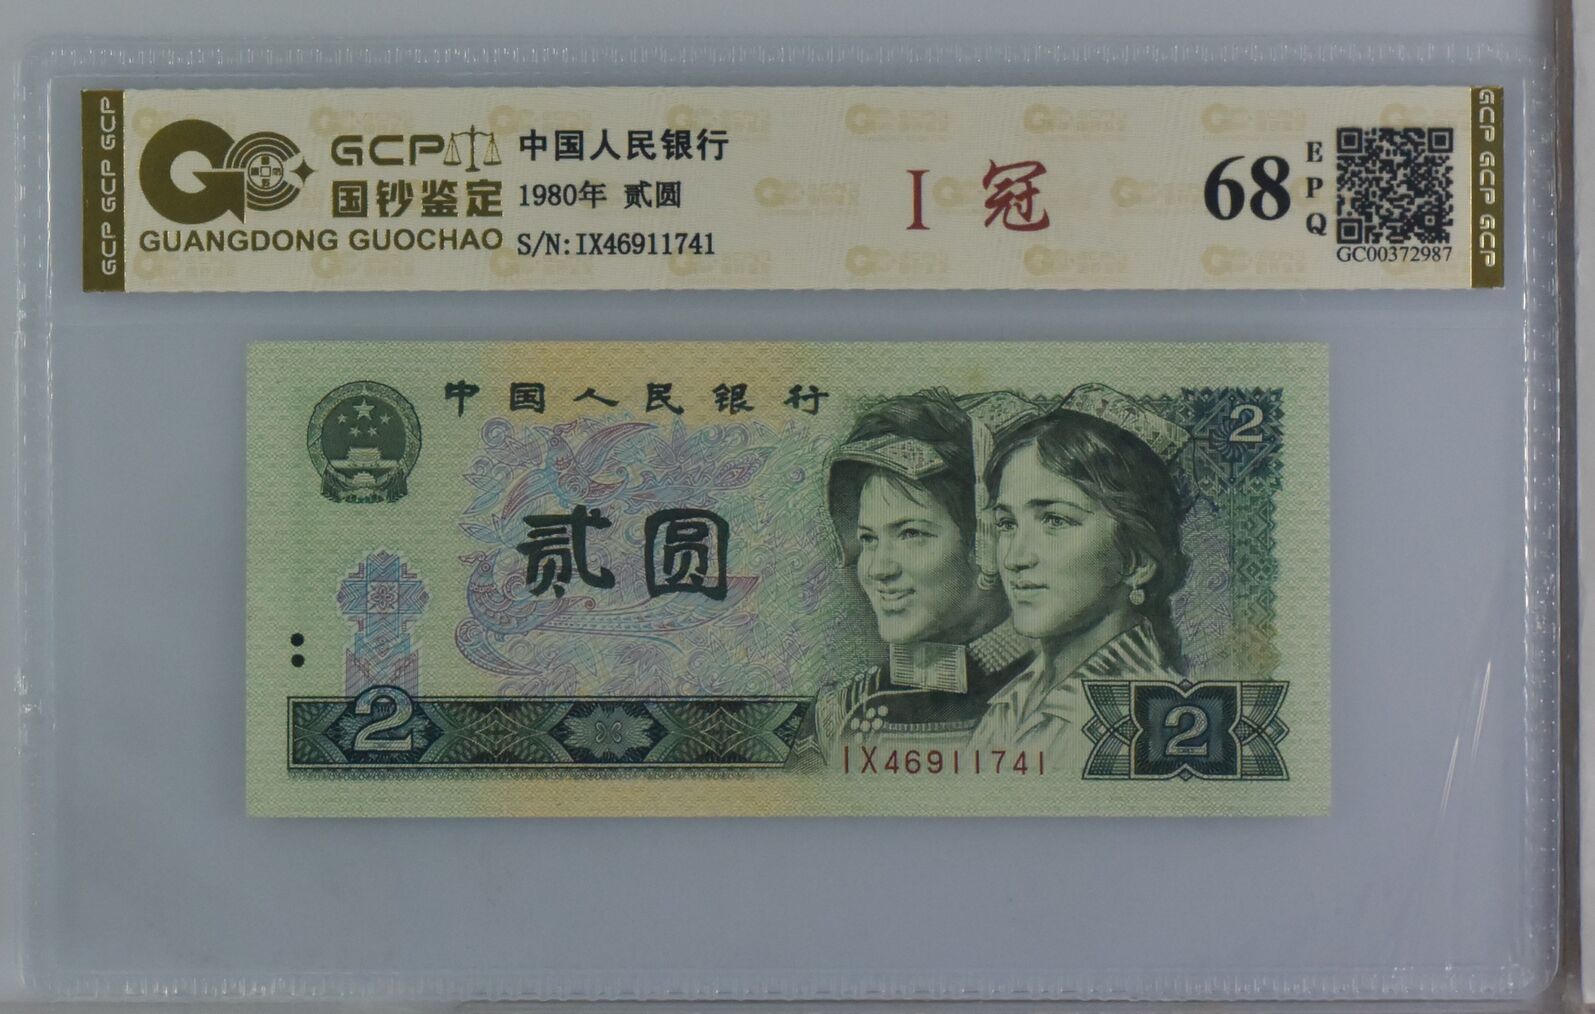 GCP GCP GCP
GCP
国钞鉴定
GUANGDONG GUOCHAO
中国人民银行
1980年 贰圆
S/N:IX46911741
I 冠
68
EPQ
GC00372987
GCP GCP GCP
中国人民银行
2
贰圆
2
IX46911741
2